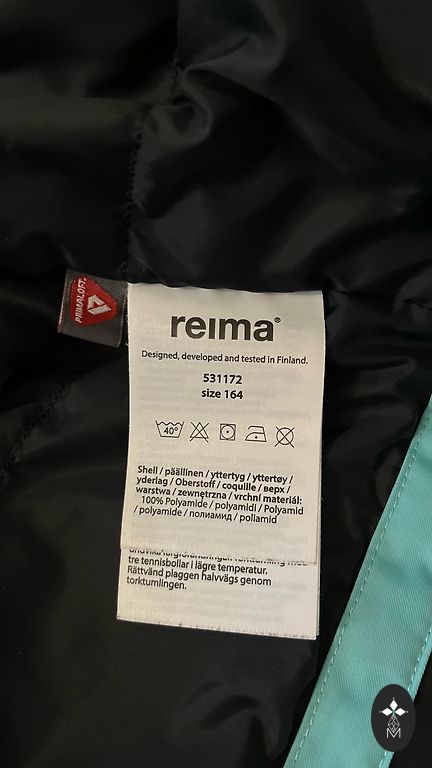 PRIMALOFT
reima®
Designed, developed and tested in Finland.
531172
size 164
40°
Shell / päällinen / yttertyg / yttertøy /
yderlag / Oberstoff / coquille / верх /
warstwa / zewnętrzna / vrchní materiál:
100% Polyamide / polyamidi / Polyamid
/ polyamide / полиамид / poliamid
tre tennisbollar i lägre temperatur.
Rättvänd plaggen halvvägs genom
torktumlingen.
M